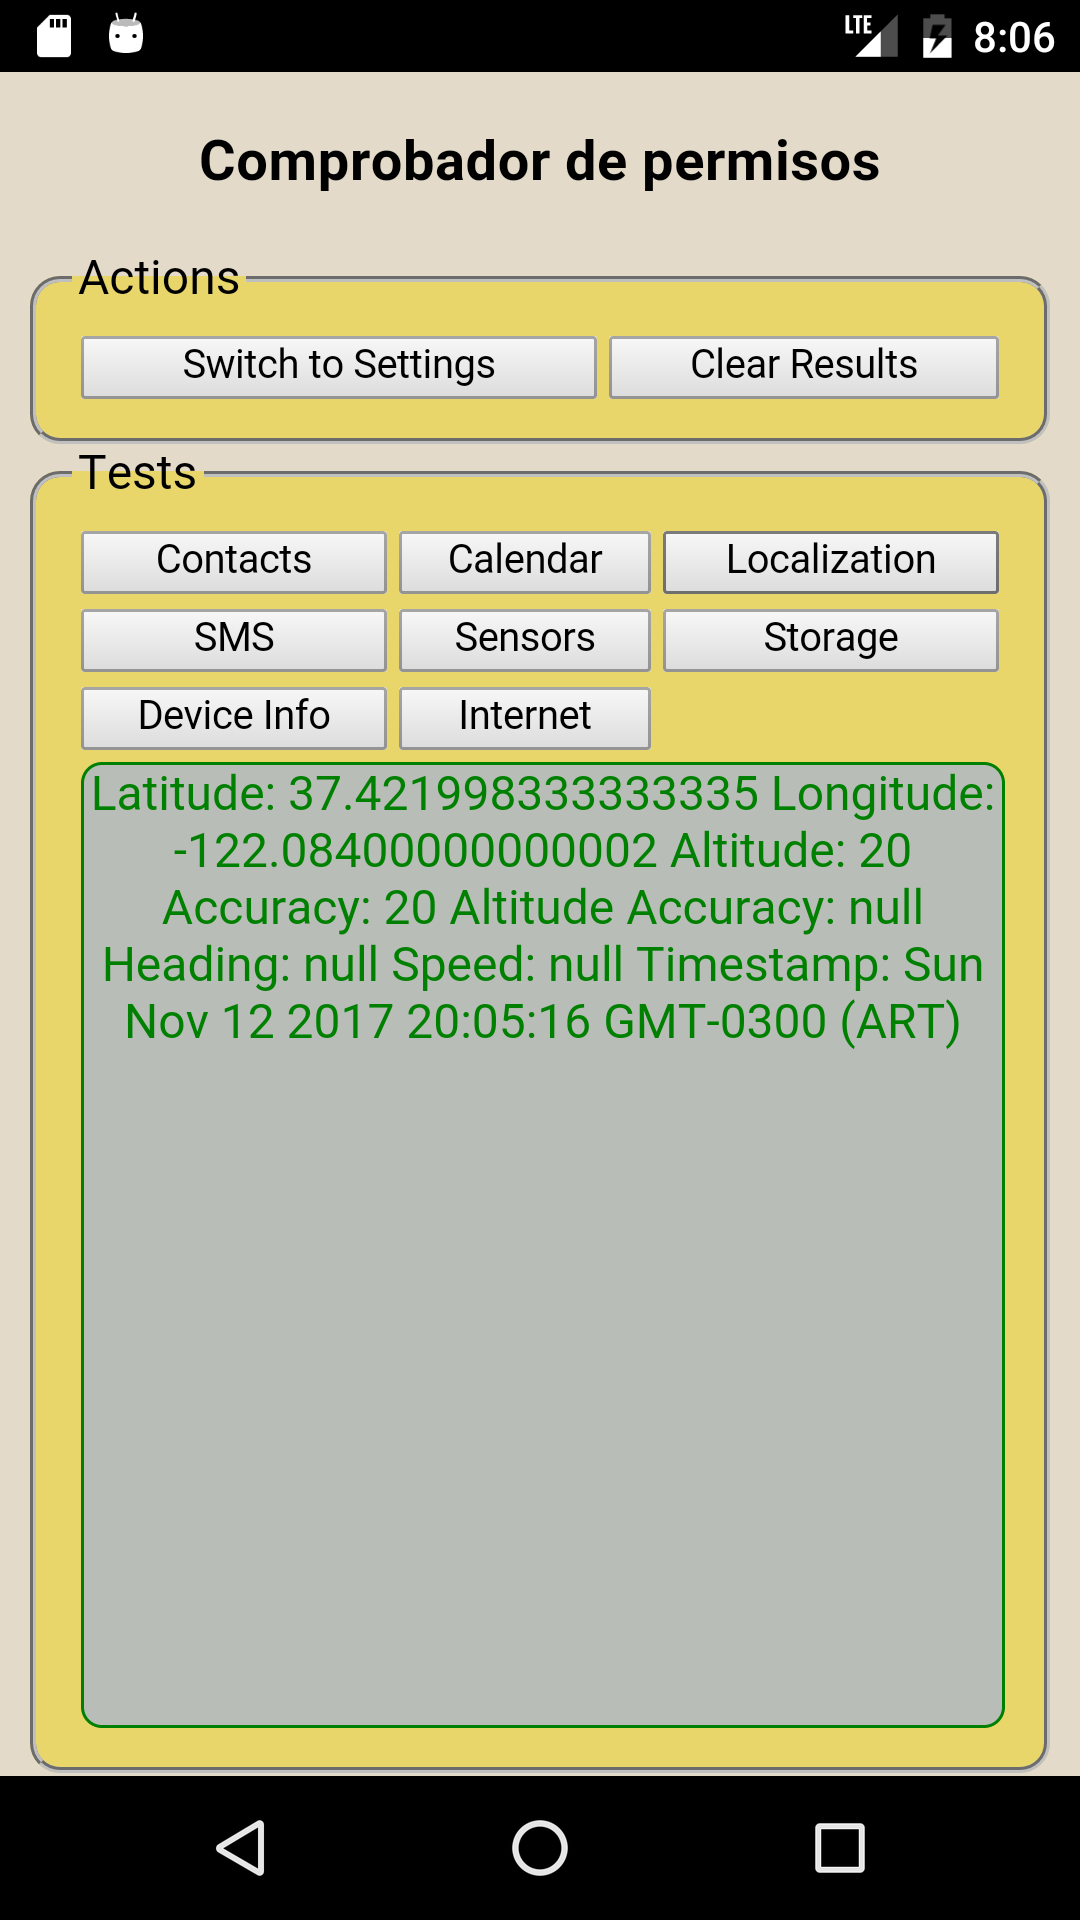 LTE 8:06
Comprobador de permisos
Actions
Switch to Settings Clear Results
Tests
Contacts Calendar Localization
SMS Sensors Storage
Device Info Internet
Latitude: 37.421998333333335 Longitude:
-122.08400000000002 Altitude: 20
Accuracy: 20 Altitude Accuracy: null
Heading: null Speed: null Timestamp: Sun
Nov 12 2017 20:05:16 GMT-0300 (ART)